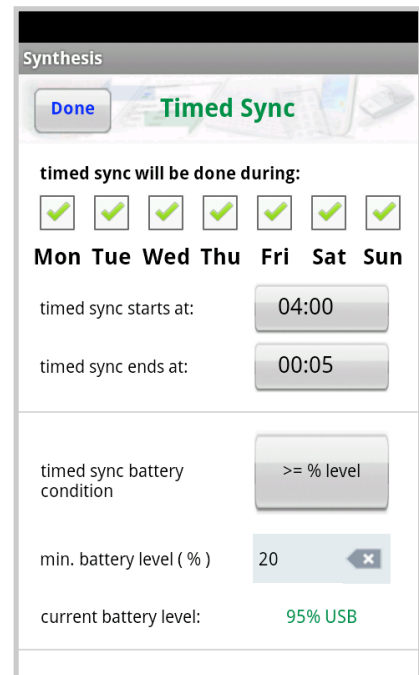 Synthesis
Done
Timed Sync
timed sync will be done during:
Mon Tue Wed Thu Fri Sat Sun
timed sync starts at: 04:00
timed sync ends at: 00:05
timed sync battery
condition
>= % level
min. battery level ( % ) 20
current battery level: 95% USB